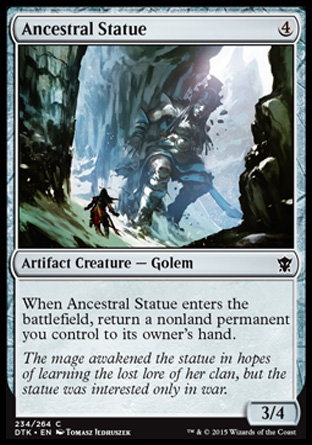 Ancestral Statue 4
Artifact Creature — Golem
When Ancestral Statue enters the
battlefield, return a nonland permanent
you control to its owner's hand.
The mage awakened the statue in hopes
of learning the lost lore of her clan, but the
statue was interested only in war.
3/4
234/264 C
DTK • EN Tomasz Jedruszek
™ & © 2015 Wizards of the Coast